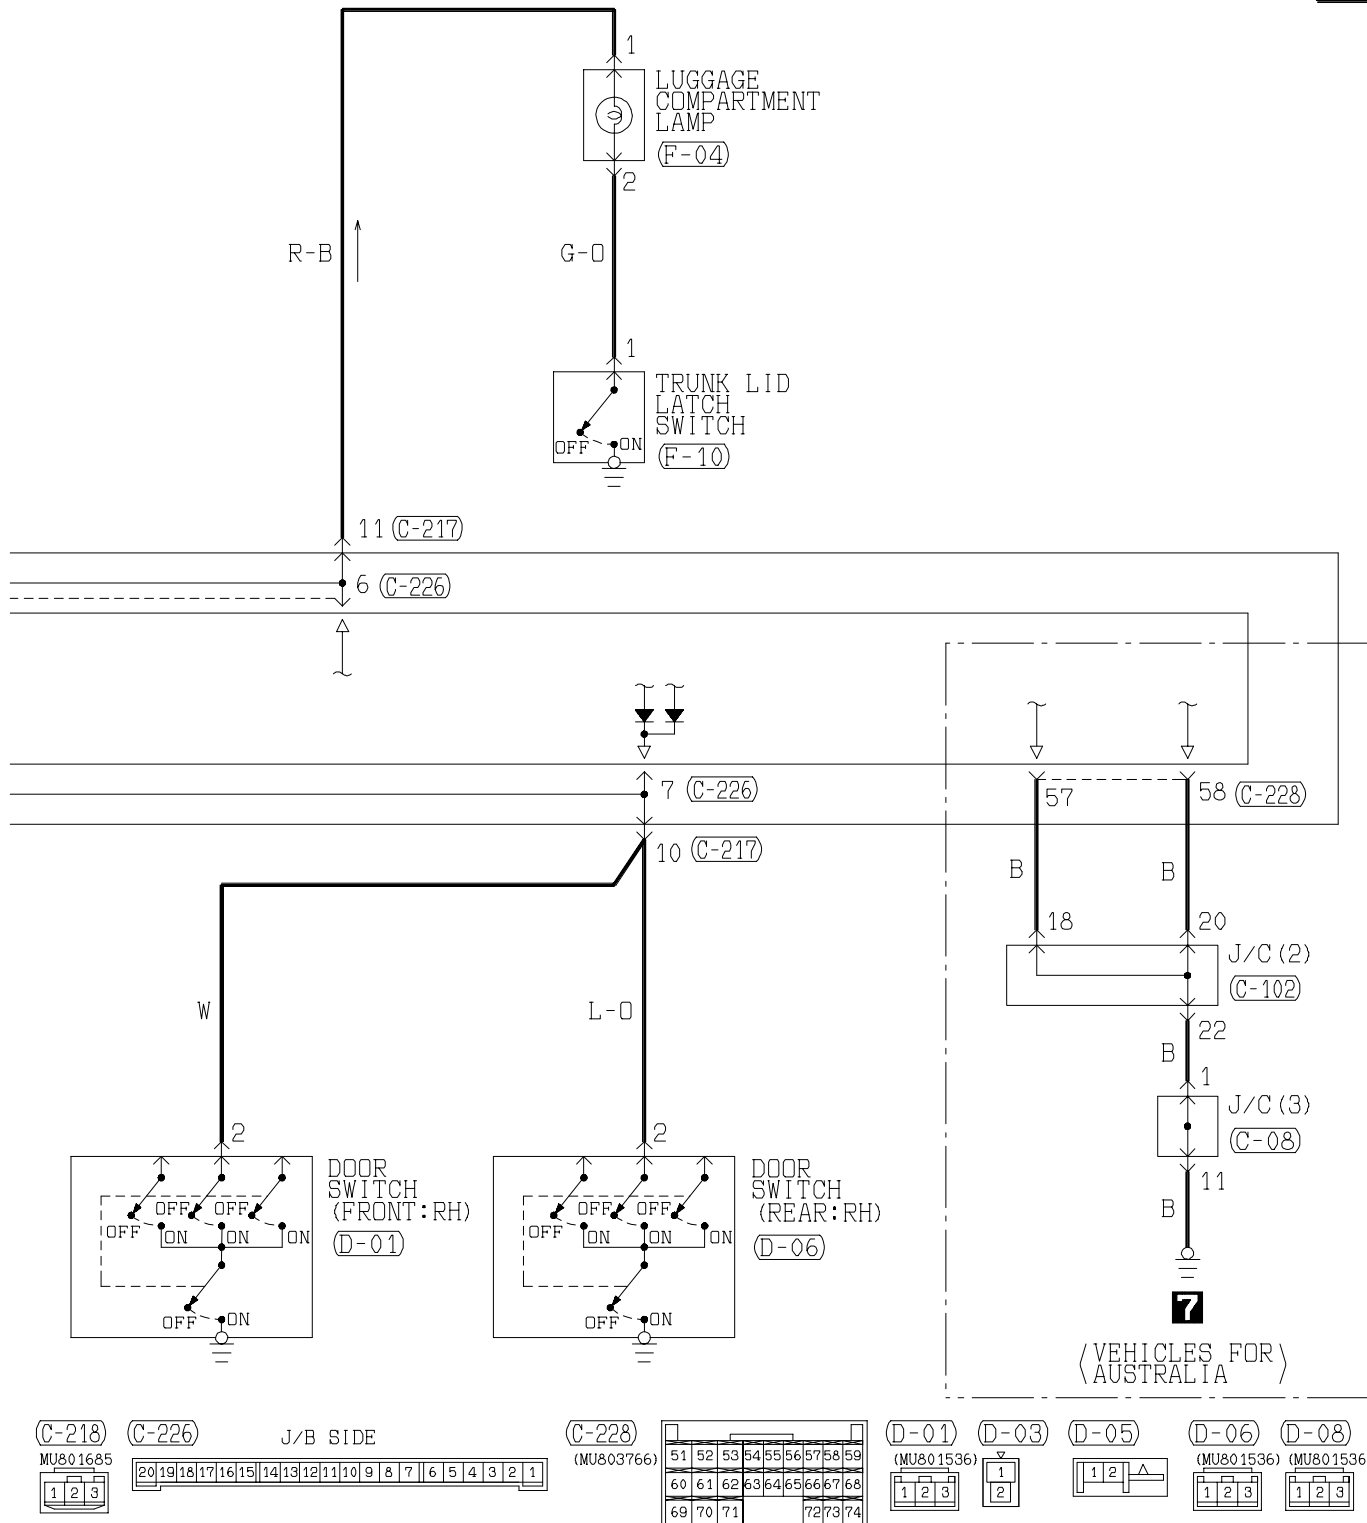 1
LUGGAGE
COMPARTMENT
LAMP
(F-04)
2
R-B
G-O
1
TRUNK LID
LATCH
SWITCH
OFF ON
(F-10)
11 (C-217)
6 (C-226)
7 (C-226)
57
58 (C-228)
10 (C-217)
B
B
18
20
J/C(2)
(C-102)
W
L-O
22
B
1
J/C(3)
(C-08)
2
2
11
B
DOOR
SWITCH
(FRONT:RH)
(D-01)
OFF OFF OFF
ON ON ON
OFF ON
DOOR
SWITCH
(REAR:RH)
(D-06)
OFF OFF OFF
ON ON ON
OFF ON
7
VEHICLES FOR
AUSTRALIA
(C-218)
MU801685
1 2 3
(C-226)
J/B SIDE
20 19 18 17 16 15 14 13 12 11 10 9 8 7 6 5 4 3 2 1
(C-228)
(MU803766)
51 52 53 54 55 56 57 58 59
60 61 62 63 64 65 66 67 68
69 70 71 72 73 74
(D-01)
(MU801536)
1 2 3
(D-03)
1
2
(D-05)
1 2
(D-06)
(MU801536)
1 2 3
(D-08)
(MU801536
1 2 3